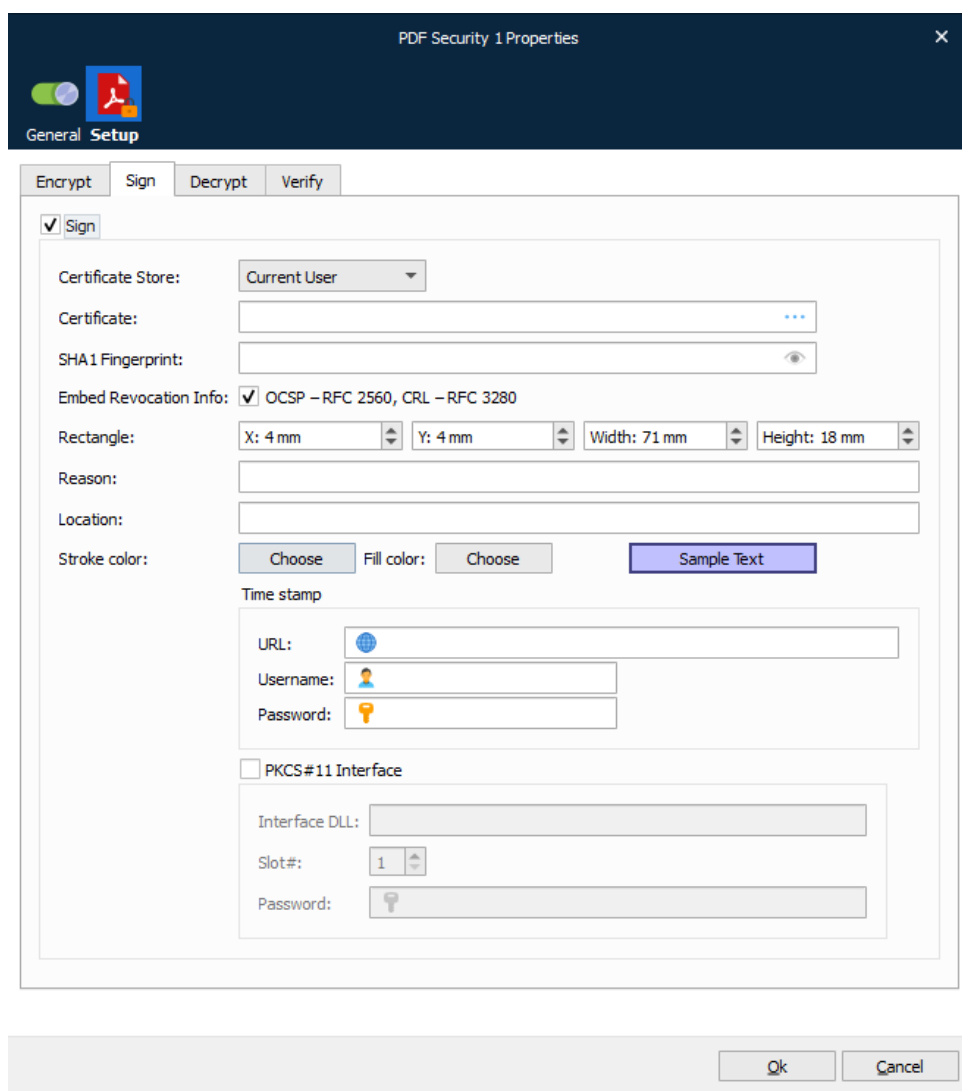 PDF Security 1 Properties
General Setup
Encrypt Sign Decrypt Verify
Sign
Certificate Store: Current User
Certificate:
SHA1 Fingerprint:
Embed Revocation Info: OCSP – RFC 2560, CRL – RFC 3280
Rectangle: X: 4 mm Y: 4 mm Width: 71 mm Height: 18 mm
Reason:
Location:
Stroke color: Choose Fill color: Choose Sample Text
Time stamp
URL:
Username:
Password:
PKCS#11 Interface
Interface DLL:
Slot#: 1
Password:
Ok Cancel